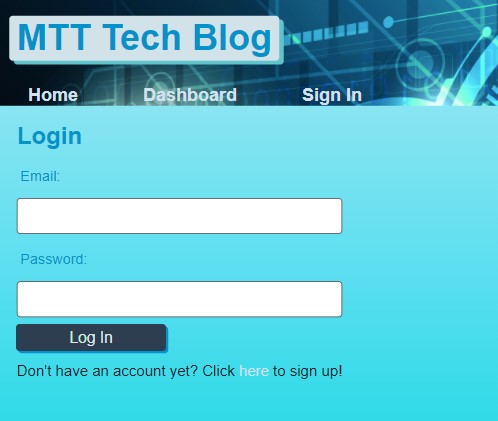 MTT Tech Blog
Home Dashboard Sign In
Login
Email:
Password:
Log In
Don't have an account yet? Click here to sign up!